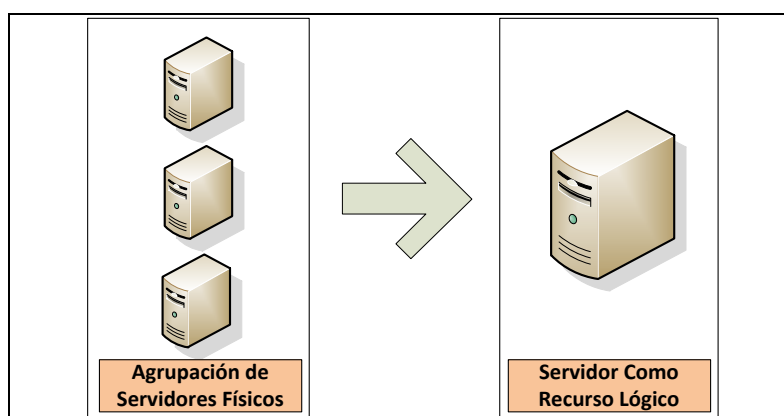 Agrupación de
Servidores Físicos
Servidor Como
Recurso Lógico